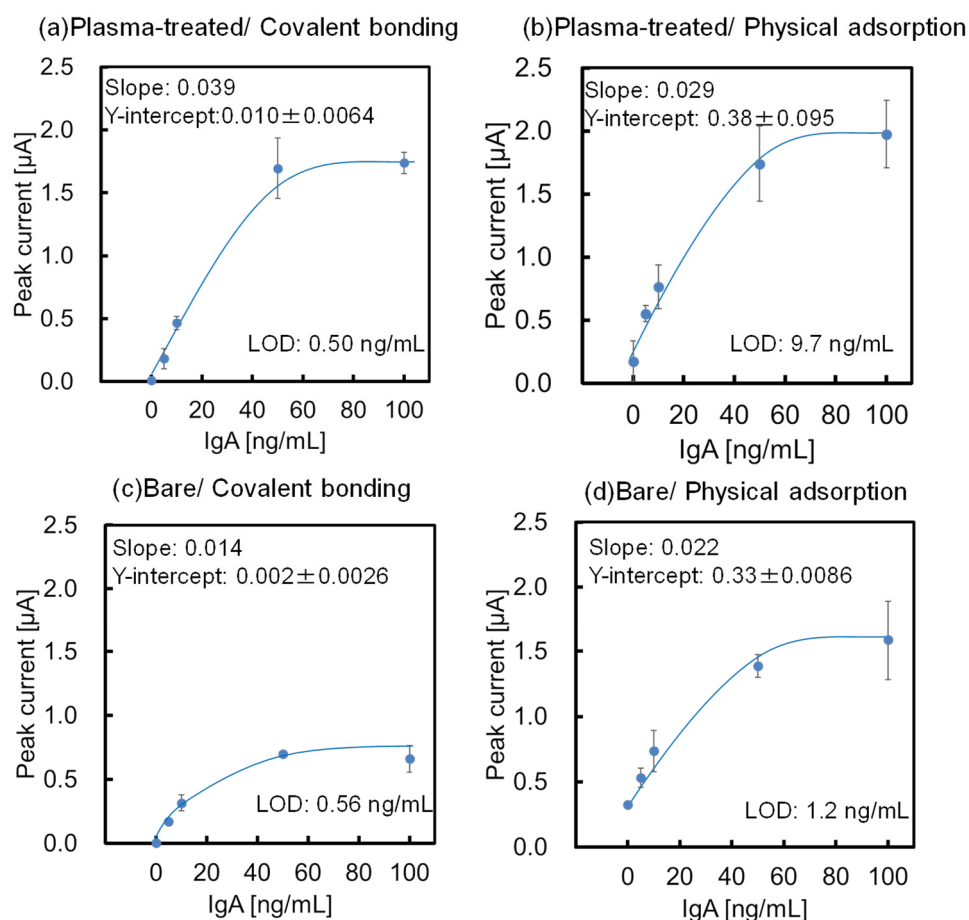 (a)Plasma-treated/ Covalent bonding
2.5
2.0
1.5
1.0
0.5
0.0
Peak current [μA]
Slope: 0.039
Y-intercept:0.010±0.0064
LOD: 0.50 ng/mL
0 20 40 60 80 100
IgA [ng/mL]
(b)Plasma-treated/ Physical adsorption
2.5
2.0
1.5
1.0
0.5
0.0
Peak current [μA]
Slope: 0.029
Y-intercept: 0.38±0.095
LOD: 9.7 ng/mL
0 20 40 60 80 100
IgA [ng/mL]
(c)Bare/ Covalent bonding
2.5
2.0
1.5
1.0
0.5
0.0
Peak current [μA]
Slope: 0.014
Y-intercept: 0.002±0.0026
LOD: 0.56 ng/mL
0 20 40 60 80 100
IgA [ng/mL]
(d)Bare/ Physical adsorption
2.5
2.0
1.5
1.0
0.5
0.0
Peak current [μA]
Slope: 0.022
Y-intercept: 0.33±0.0086
LOD: 1.2 ng/mL
0 20 40 60 80 100
IgA [ng/mL]